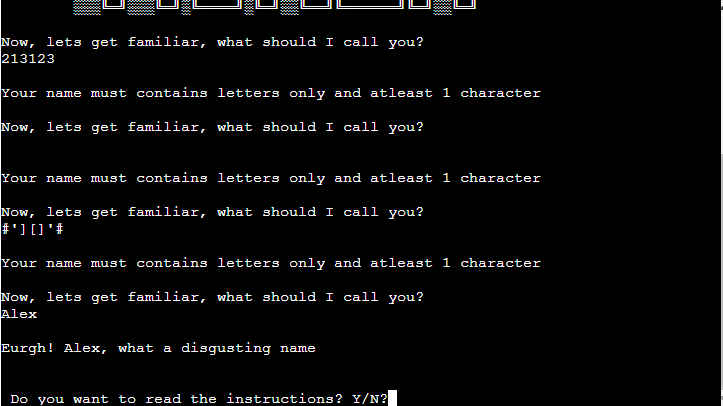 Now, lets get familiar, what should I call you?
213123
Your name must contains letters only and atleast 1 character
Now, lets get familiar, what should I call you?
Your name must contains letters only and atleast 1 character
Now, lets get familiar, what should I call you?
#'][]'#
Your name must contains letters only and atleast 1 character
Now, lets get familiar, what should I call you?
Alex
Eurgh! Alex, what a disgusting name
Do you want to read the instructions? Y/N?